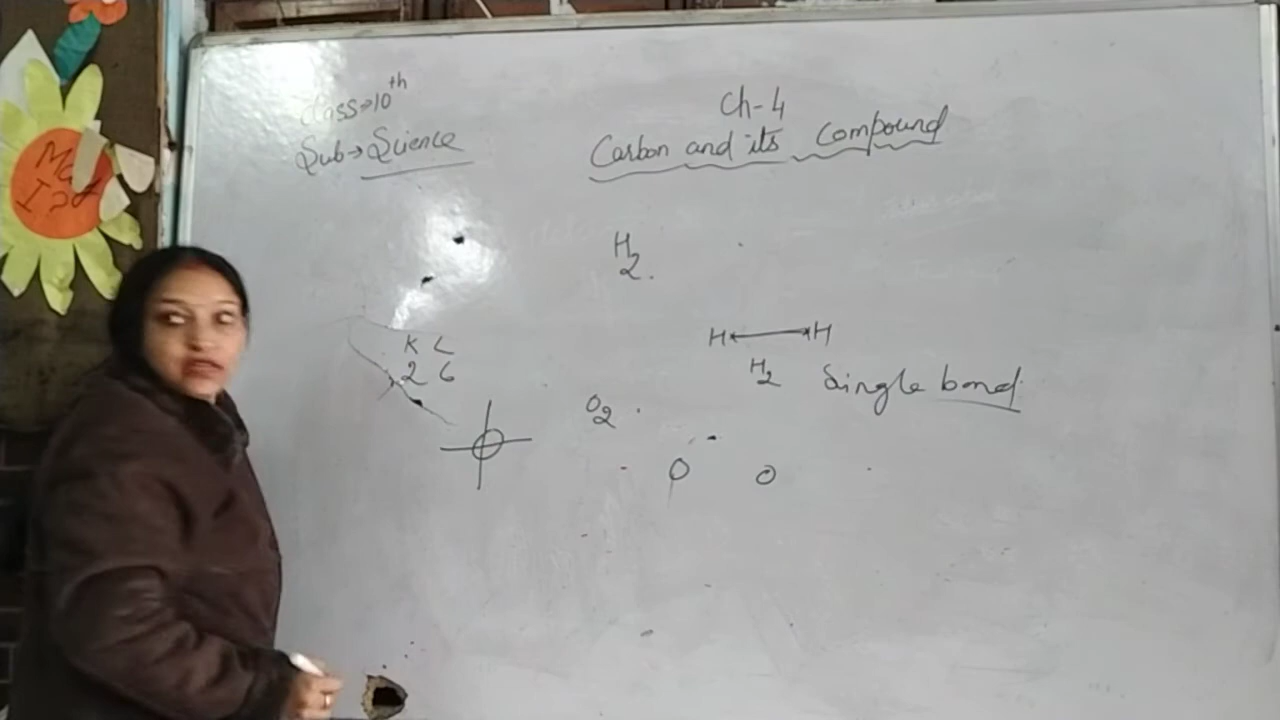 Class→10th
Sub→Science
Ch-4
Carbon and its Compound
H2.
H H
H2 Single bond
K L
2 6
O2
O O